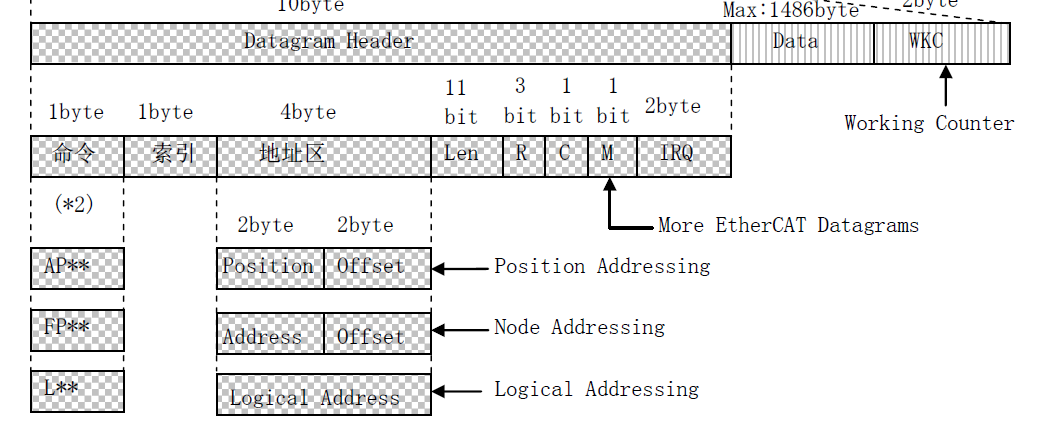 10byte
Max:1486byte
2byte
Datagram Header
Data
WKC
1byte
1byte
4byte
11
bit
3
bit
1
bit
1
bit
2byte
Working Counter
命令
索引
地址区
Len
R
C
M
IRQ
(*2)
2byte
2byte
More EtherCAT Datagrams
AP**
Position
Offset
Position Addressing
FP**
Address
Offset
Node Addressing
L**
Logical Address
Logical Addressing